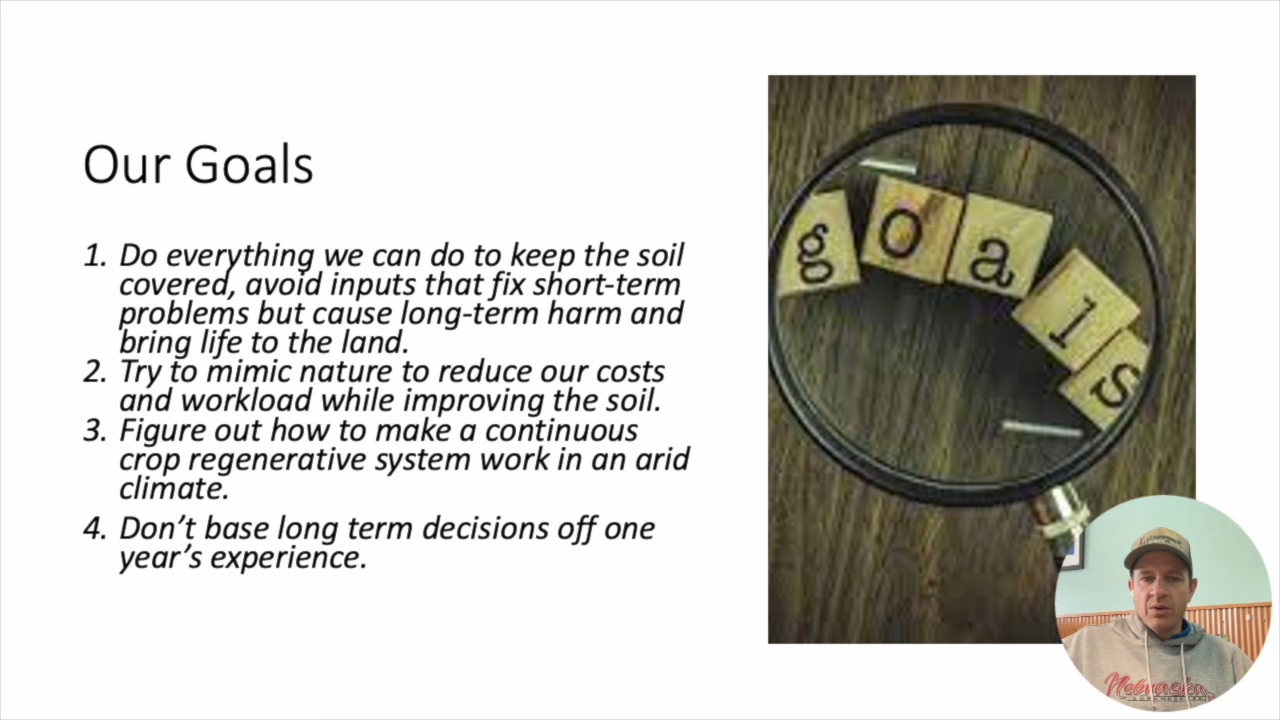 Our Goals
1. Do everything we can do to keep the soil
covered, avoid inputs that fix short-term
problems but cause long-term harm and
bring life to the land.
2. Try to mimic nature to reduce our costs
and workload while improving the soil.
3. Figure out how to make a continuous
crop regenerative system work in an arid
climate.
4. Don’t base long term decisions off one
year’s experience.
goals
Nebraska